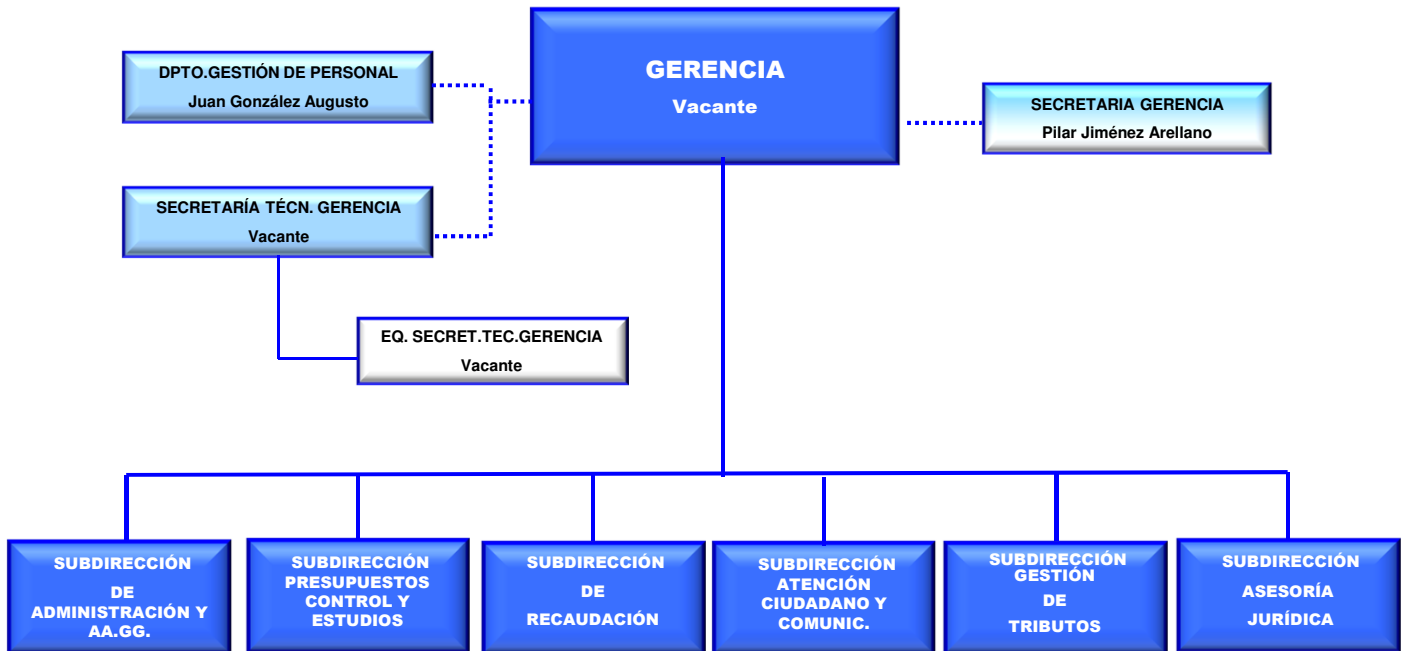 GERENCIA
Vacante
DPTO.GESTIÓN DE PERSONAL
Juan González Augusto
SECRETARIA GERENCIA
Pilar Jiménez Arellano
SECRETARÍA TÉCN. GERENCIA
Vacante
EQ. SECRET.TEC.GERENCIA
Vacante
SUBDIRECCIÓN
DE
ADMINISTRACIÓN Y
AA.GG.
SUBDIRECCIÓN
PRESUPUESTOS
CONTROL Y
ESTUDIOS
SUBDIRECCIÓN
DE
RECAUDACIÓN
SUBDIRECCIÓN
ATENCIÓN
CIUDADANO Y
COMUNIC.
SUBDIRECCIÓN
GESTIÓN
DE
TRIBUTOS
SUBDIRECCIÓN
ASESORÍA
JURÍDICA